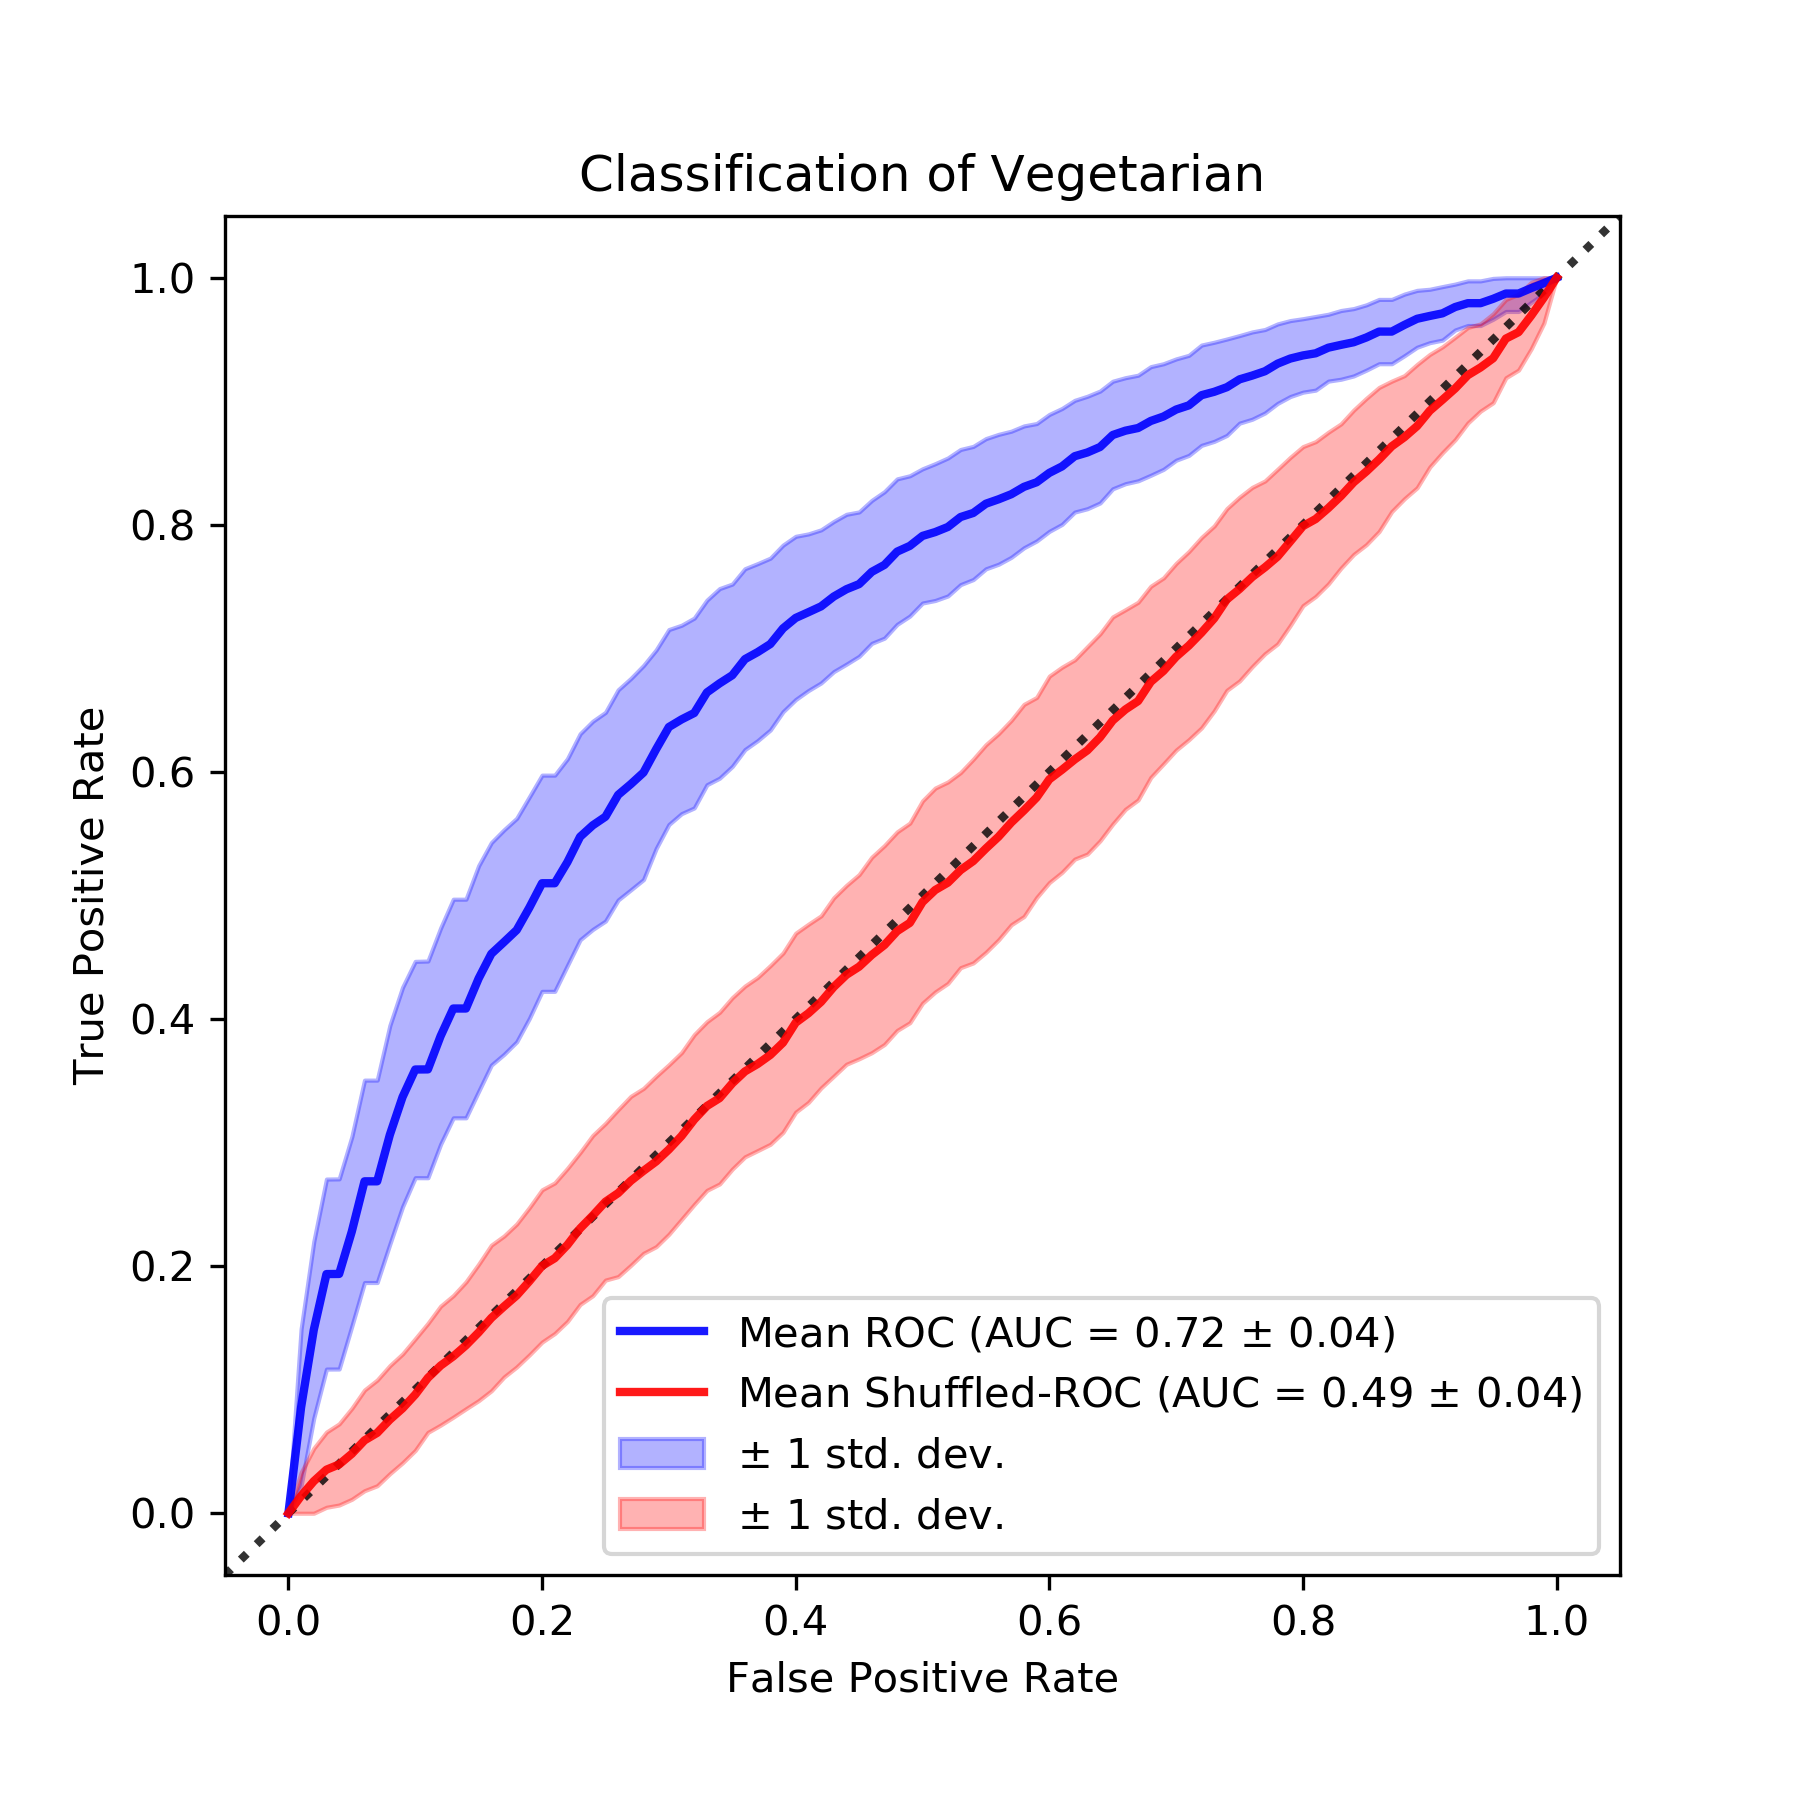 Classification of Vegetarian
1.0
0.8
0.6
0.4
0.2
0.0
True Positive Rate
Mean ROC (AUC = 0.72 ± 0.04)
Mean Shuffled-ROC (AUC = 0.49 ± 0.04)
± 1 std. dev.
± 1 std. dev.
0.0 0.2 0.4 0.6 0.8 1.0
False Positive Rate